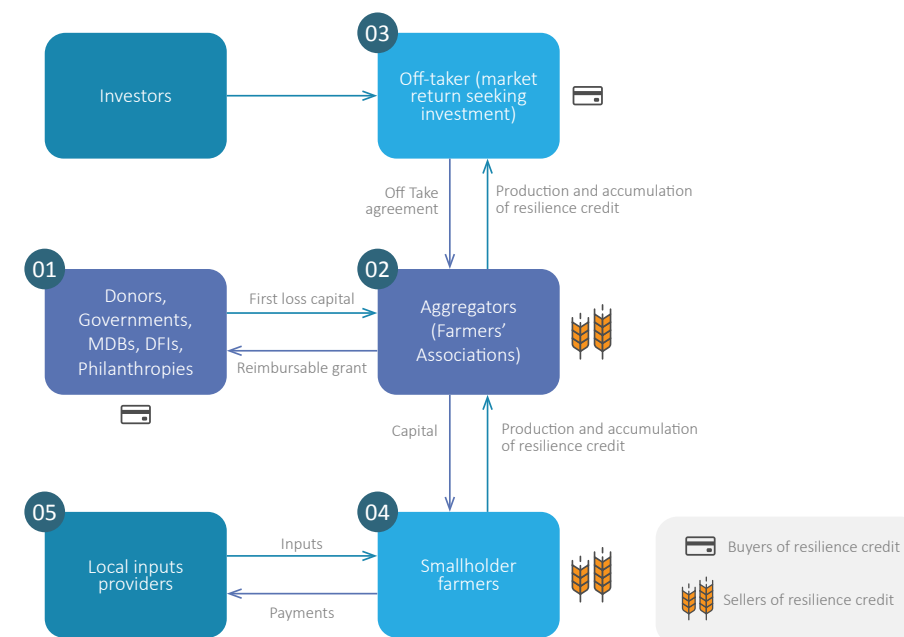 03
Investors
Off-taker (market
return seeking
investment)
Off Take
agreement
Production and accumulation
of resilience credit
01
02
Donors,
Governments,
MDBs, DFIs,
Philanthropies
First loss capital
Reimbursable grant
Aggregators
(Farmers’
Associations)
Capital
Production and accumulation
of resilience credit
05
04
Local inputs
providers
Inputs
Payments
Smallholder
farmers
Buyers of resilience credit
Sellers of resilience credit